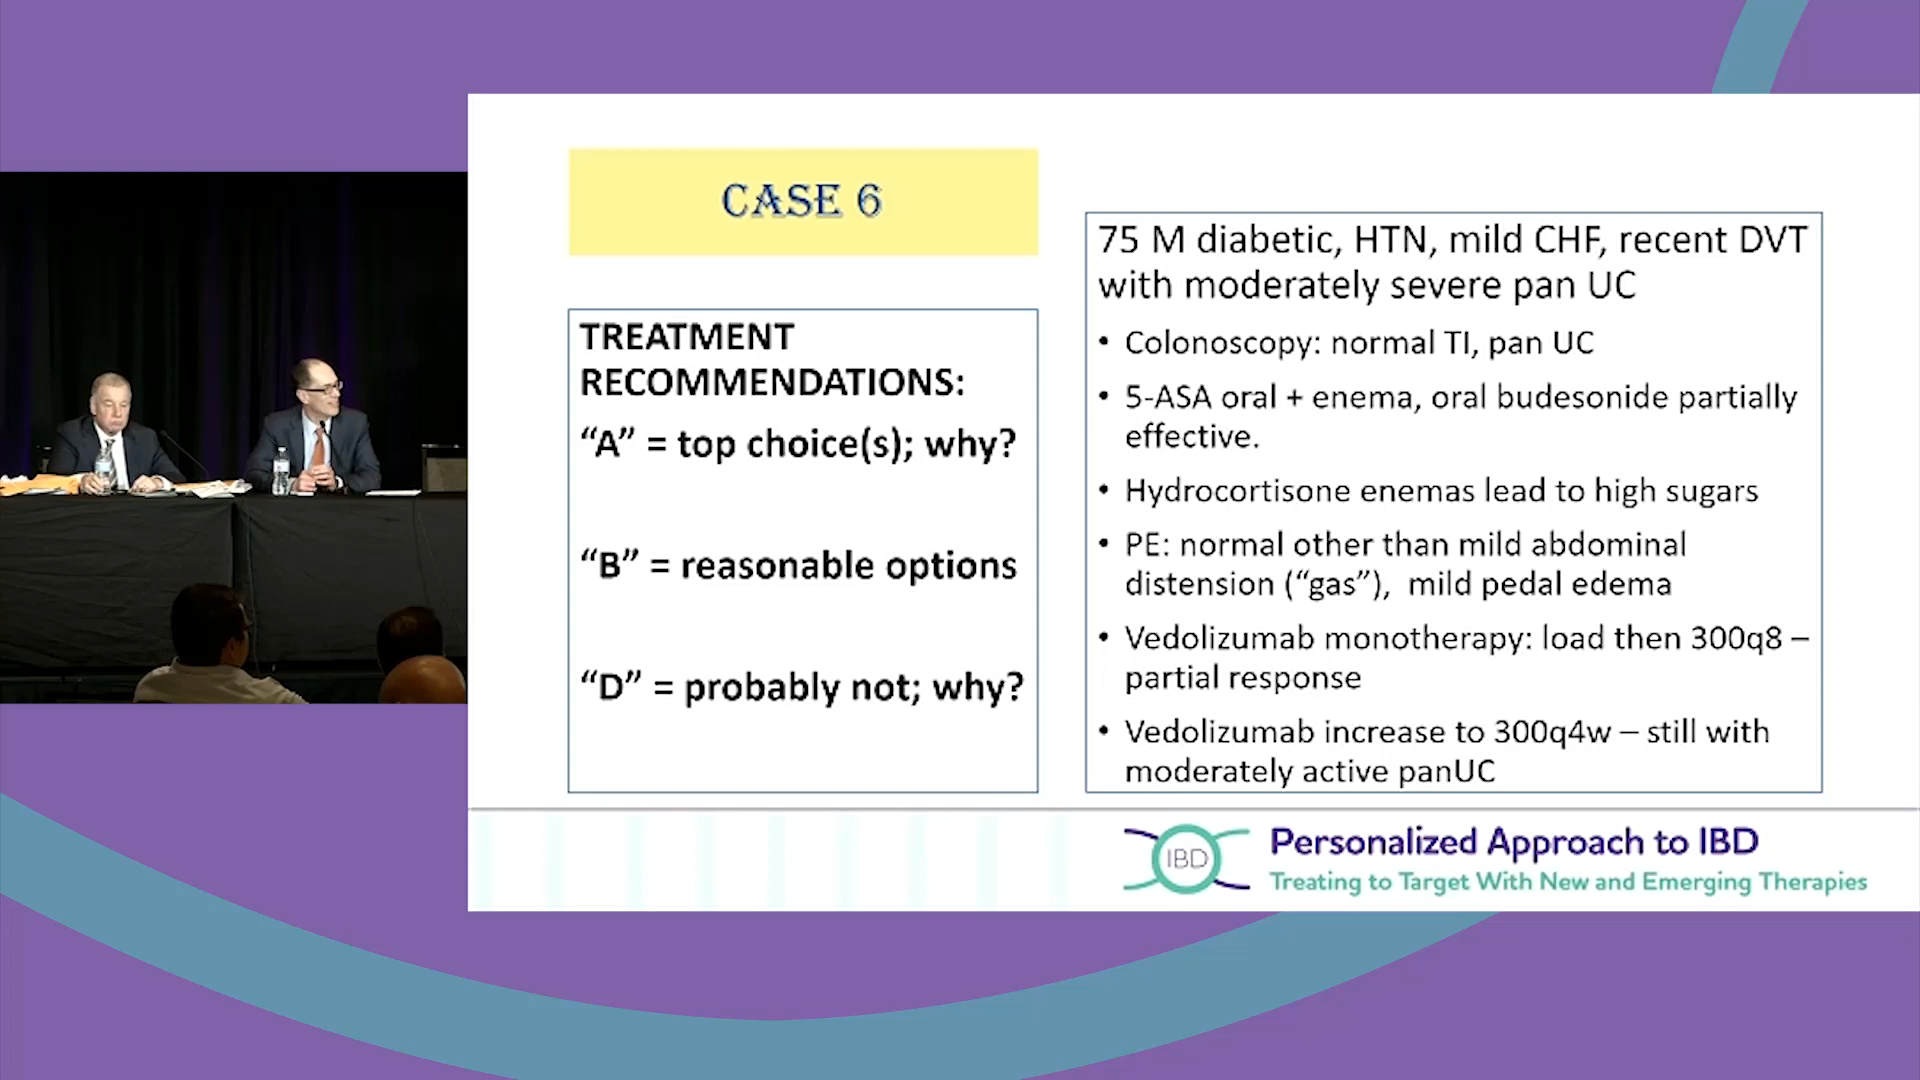 CASE 6
TREATMENT
RECOMMENDATIONS:
“A” = top choice(s); why?
“B” = reasonable options
“D” = probably not; why?
75 M diabetic, HTN, mild CHF, recent DVT
with moderately severe pan UC
• Colonoscopy: normal TI, pan UC
• 5-ASA oral + enema, oral budesonide partially
effective.
• Hydrocortisone enemas lead to high sugars
• PE: normal other than mild abdominal
distension (“gas”), mild pedal edema
• Vedolizumab monotherapy: load then 300q8 –
partial response
• Vedolizumab increase to 300q4w – still with
moderately active panUC
IBD
Personalized Approach to IBD
Treating to Target With New and Emerging Therapies